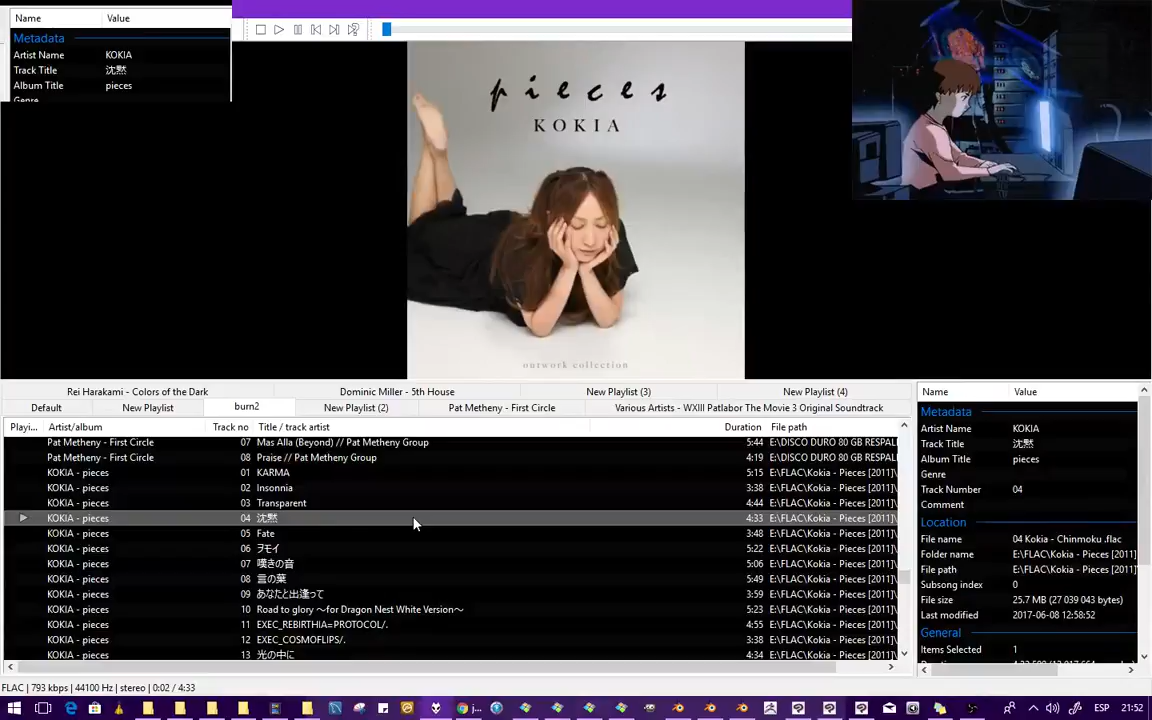 Name Value
Metadata
Artist Name KOKIA
Track Title 沈黙
Album Title pieces
Genre
pieces
KOKIA
outwork collection
Rei Harakami - Colors of the Dark Dominic Miller - 5th House New Playlist (3) New Playlist (4)
Default New Playlist burn2 New Playlist (2) Pat Metheny - First Circle Various Artists - WXIII Patlabor The Movie 3 Original Soundtrack
Playi... Artist/album Track no Title / track artist Duration File path
Pat Metheny - First Circle 07 Mas Alla (Beyond) // Pat Metheny Group 5:44 E:\DISCO DURO 80 GB RESPAL
Pat Metheny - First Circle 08 Praise // Pat Metheny Group 4:19 E:\DISCO DURO 80 GB RESPAL
KOKIA - pieces 01 KARMA 5:15 E:\FLAC\Kokia - Pieces [2011]\
KOKIA - pieces 02 Insonnia 3:38 E:\FLAC\Kokia - Pieces [2011]\
KOKIA - pieces 03 Transparent 4:44 E:\FLAC\Kokia - Pieces [2011]\
KOKIA - pieces 04 沈黙 4:33 E:\FLAC\Kokia - Pieces [2011]\
KOKIA - pieces 05 Fate 3:48 E:\FLAC\Kokia - Pieces [2011]\
KOKIA - pieces 06 ヲモイ 5:22 E:\FLAC\Kokia - Pieces [2011]\
KOKIA - pieces 07 嘆きの音 5:06 E:\FLAC\Kokia - Pieces [2011]\
KOKIA - pieces 08 言の葉 5:49 E:\FLAC\Kokia - Pieces [2011]\
KOKIA - pieces 09 あなたと出逢って 3:59 E:\FLAC\Kokia - Pieces [2011]\
KOKIA - pieces 10 Road to glory ～for Dragon Nest White Version～ 5:23 E:\FLAC\Kokia - Pieces [2011]\
KOKIA - pieces 11 EXEC_REBIRTHIA=PROTOCOL/. 4:55 E:\FLAC\Kokia - Pieces [2011]\
KOKIA - pieces 12 EXEC_COSMOFLIPS/. 3:38 E:\FLAC\Kokia - Pieces [2011]\
KOKIA - pieces 13 光の中に 4:34 E:\FLAC\Kokia - Pieces [2011]\
Name Value
Metadata
Artist Name KOKIA
Track Title 沈黙
Album Title pieces
Genre
Track Number 04
Comment
Location
File name 04 Kokia - Chinmoku .flac
Folder name E:\FLAC\Kokia - Pieces [2011]
File path E:\FLAC\Kokia - Pieces [2011]\
Subsong index 0
File size 25.7 MB (27 039 043 bytes)
Last modified 2017-06-08 12:58:52
General
Items Selected 1
FLAC | 793 kbps | 44100 Hz | stereo | 0:02 / 4:33
j... ESP 21:52